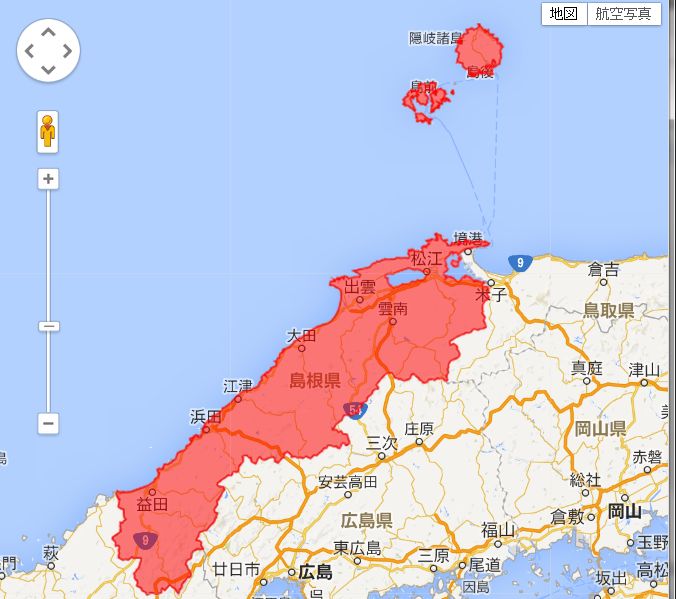 地図 航空写真
隠岐諸島
島後
島前
境港
松江
9
倉吉
出雲
米子
雲南
鳥取県
大田
真庭
津山
島根県
江津
54
浜田
庄原
岡山県
三次
赤磐
安芸高田
総社
益田
倉敷
岡山
広島県
福山
9
玉野
東広島
萩
三原
尾道
廿日市
広島
高松
因島
坂出
呉